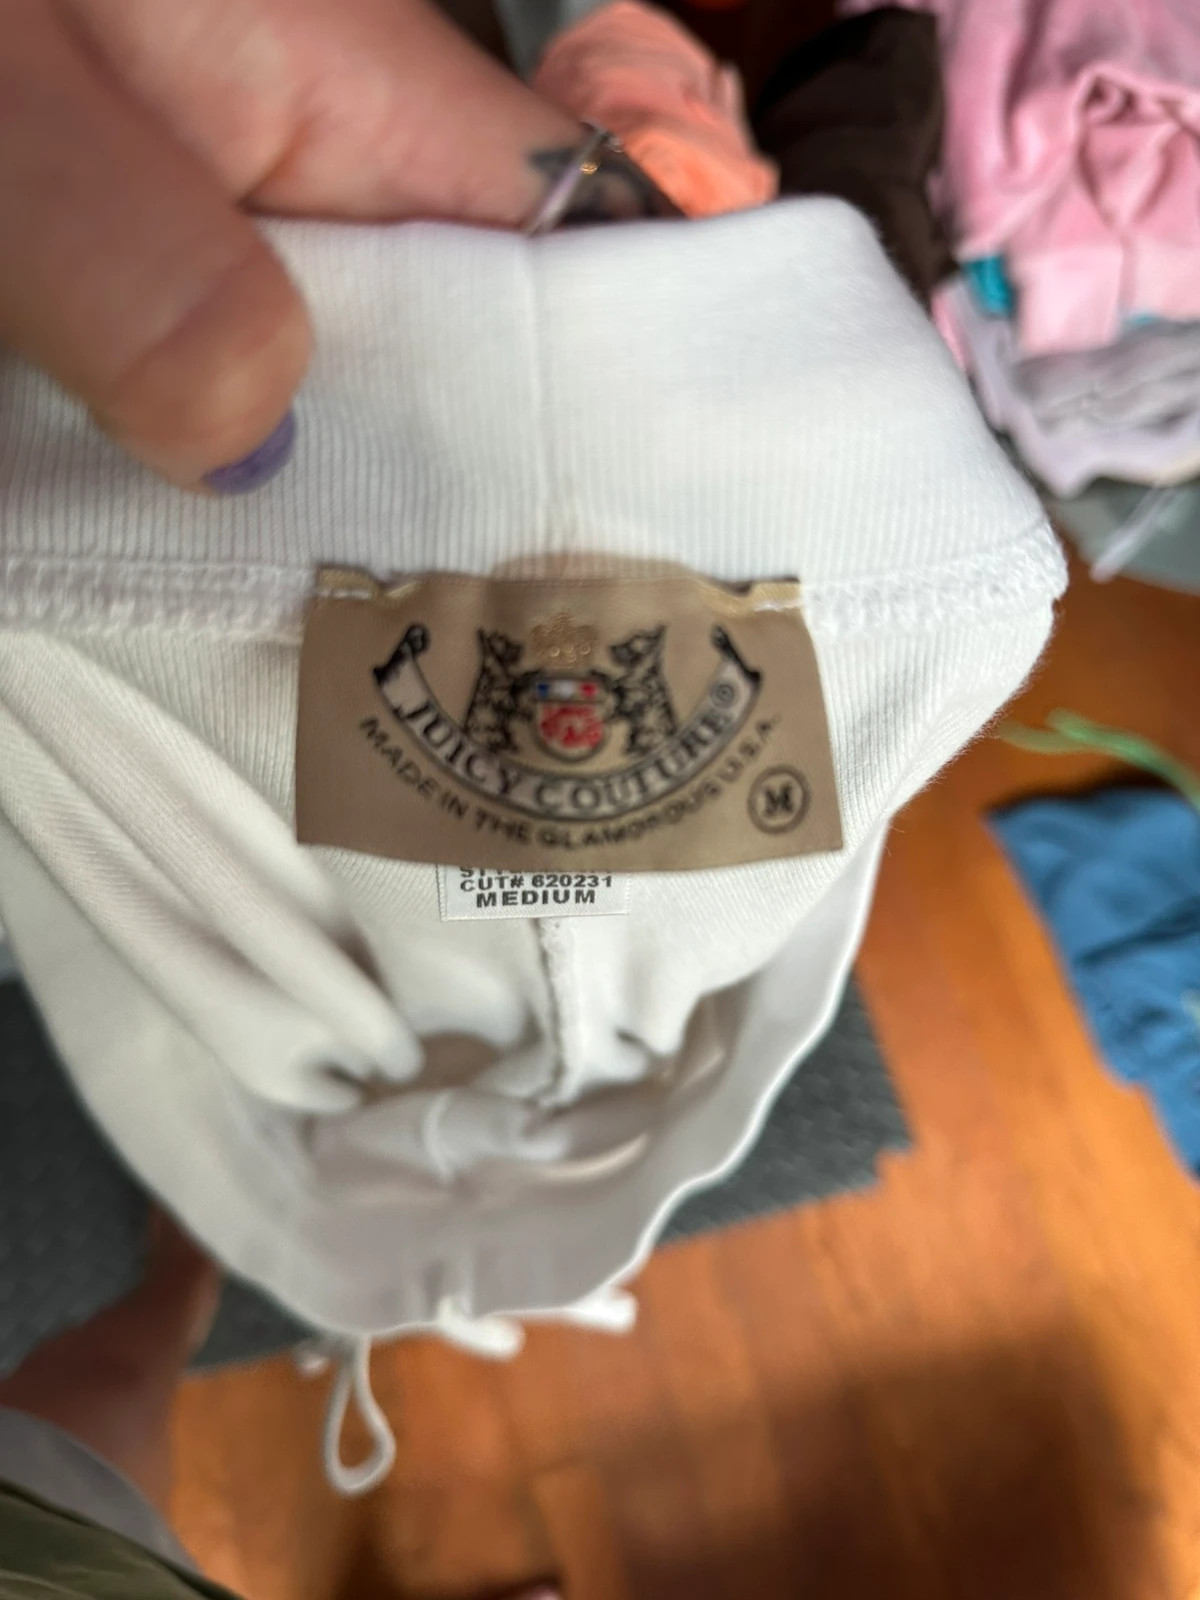 JUICY COUTURE®
MADE IN THE GLAMOROUS U.S.A.
M
CUT# 620231
MEDIUM